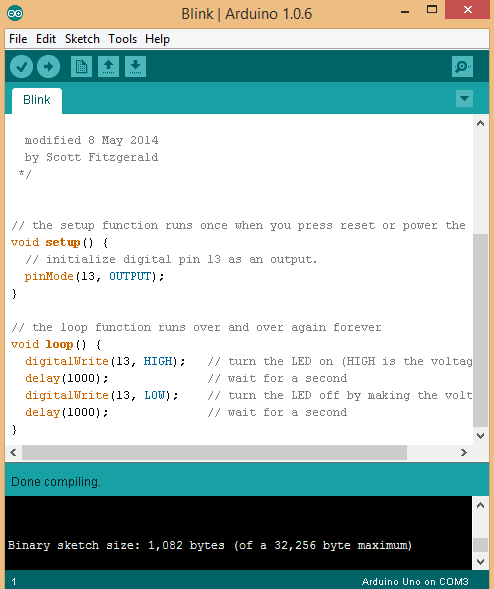 Blink | Arduino 1.0.6
File Edit Sketch Tools Help
Blink
modified 8 May 2014
by Scott Fitzgerald
*/
// the setup function runs once when you press reset or power the
void setup() {
// initialize digital pin 13 as an output.
pinMode(13, OUTPUT);
}
// the loop function runs over and over again forever
void loop() {
digitalWrite(13, HIGH);   // turn the LED on (HIGH is the voltag
delay(1000);              // wait for a second
digitalWrite(13, LOW);    // turn the LED off by making the volt
delay(1000);              // wait for a second
}
Done compiling.
Binary sketch size: 1,082 bytes (of a 32,256 byte maximum)
1 Arduino Uno on COM3